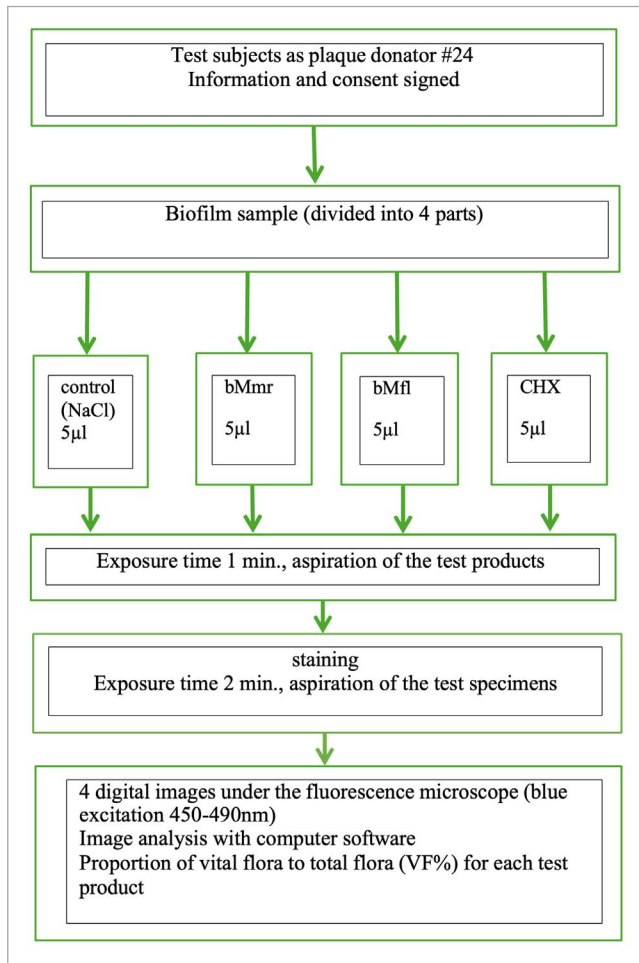 Test subjects as plaque donator #24
Information and consent signed
Biofilm sample (divided into 4 parts)
control
(NaCl)
5µl
bMmr
5µl
bMfl
5µl
CHX
5µl
Exposure time 1 min., aspiration of the test products
staining
Exposure time 2 min., aspiration of the test specimens
4 digital images under the fluorescence microscope (blue
excitation 450-490nm)
Image analysis with computer software
Proportion of vital flora to total flora (VF%) for each test
product